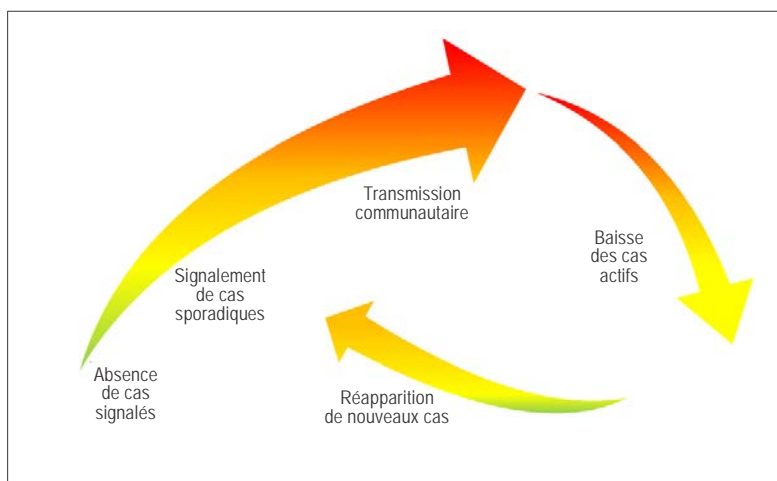 Transmission
communautaire
Baisse
des cas
actifs
Signalement
de cas
sporadiques
Absence
de cas
signalés
Réapparition
de nouveaux cas